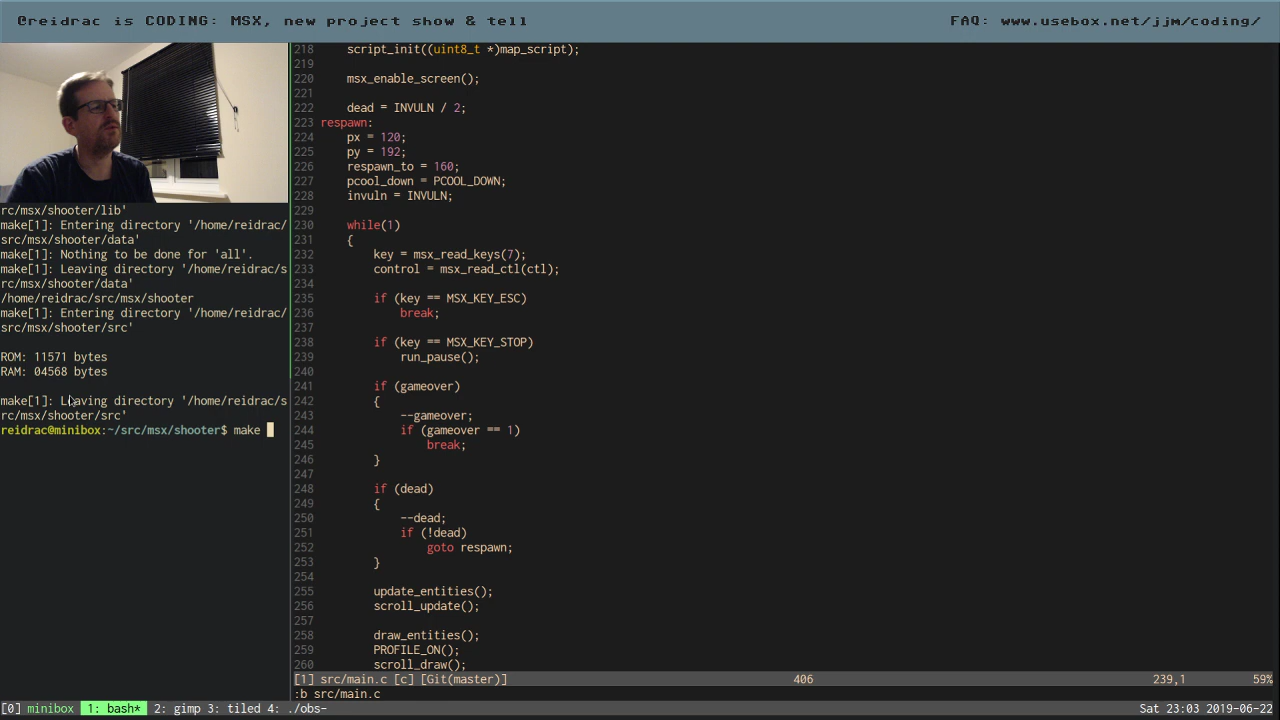 @reidrac is CODING: MSX, new project show & tell
FAQ: www.usebox.net/jjm/coding/
rc/msx/shooter/lib'
make[1]: Entering directory '/home/reidrac/
src/msx/shooter/data'
make[1]: Nothing to be done for 'all'.
make[1]: Leaving directory '/home/reidrac/s
rc/msx/shooter/data'
/home/reidrac/src/msx/shooter
make[1]: Entering directory '/home/reidrac/
src/msx/shooter/src'
ROM: 11571 bytes
RAM: 04568 bytes
make[1]: Leaving directory '/home/reidrac/s
rc/msx/shooter/src'
reidrac@minibox:~/src/msx/shooter$ make
218 script_init((uint8_t *)map_script);
219
220 msx_enable_screen();
221
222 dead = INVULN / 2;
223 respawn:
224 px = 120;
225 py = 192;
226 respawn_to = 160;
227 pcool_down = PCOOL_DOWN;
228 invuln = INVULN;
229
230 while(1)
231 {
232 key = msx_read_keys(7);
233 control = msx_read_ctl(ctl);
234
235 if (key == MSX_KEY_ESC)
236 break;
237
238 if (key == MSX_KEY_STOP)
239 run_pause();
240
241 if (gameover)
242 {
243 --gameover;
244 if (gameover == 1)
245 break;
246 }
247
248 if (dead)
249 {
250 --dead;
251 if (!dead)
252 goto respawn;
253 }
254
255 update_entities();
256 scroll_update();
257
258 draw_entities();
259 PROFILE_ON();
260 scroll_draw();
[1] src/main.c [c] [Git(master)] 406 239,1 59%
:b src/main.c
[0] minibox 1: bash* 2: gimp 3: tiled 4: ./obs- Sat 23:03 2019-06-22